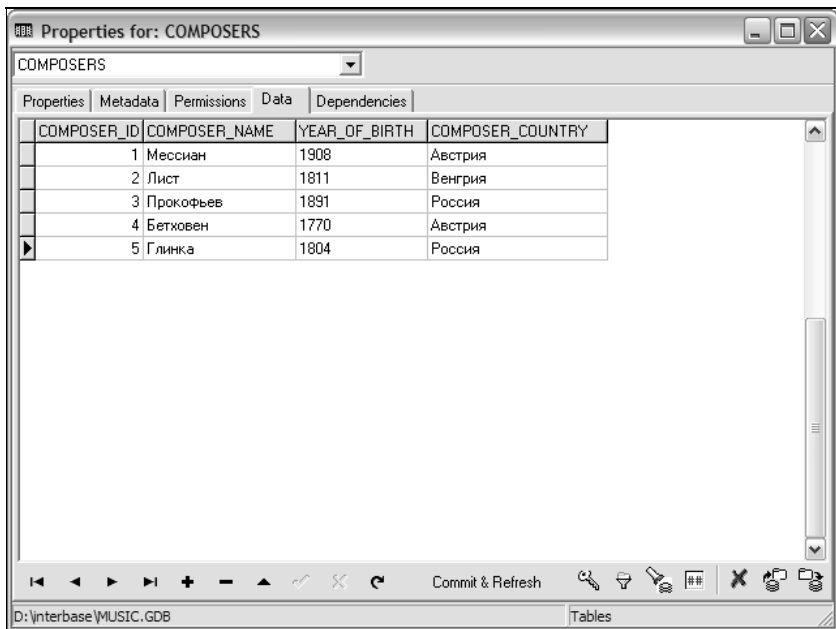 Properties for: COMPOSERS
COMPOSERS
Properties Metadata Permissions Data Dependencies
COMPOSER_ID COMPOSER_NAME YEAR_OF_BIRTH COMPOSER_COUNTRY
1 Мессиан 1908 Австрия
2 Лист 1811 Венгрия
3 Прокофьев 1891 Россия
4 Бетховен 1770 Австрия
5 Глинка 1804 Россия
Commit & Refresh
D:\interbase\MUSIC.GDB Tables